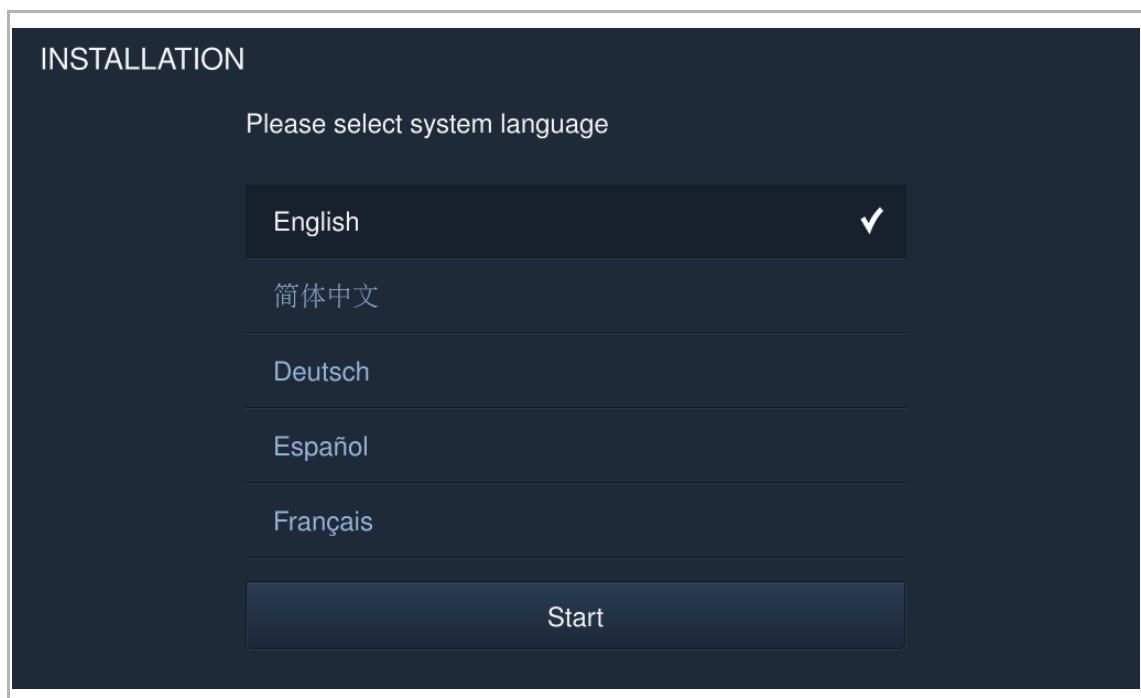 INSTALLATION
Please select system language
English
简体中文
Deutsch
Español
Français
Start